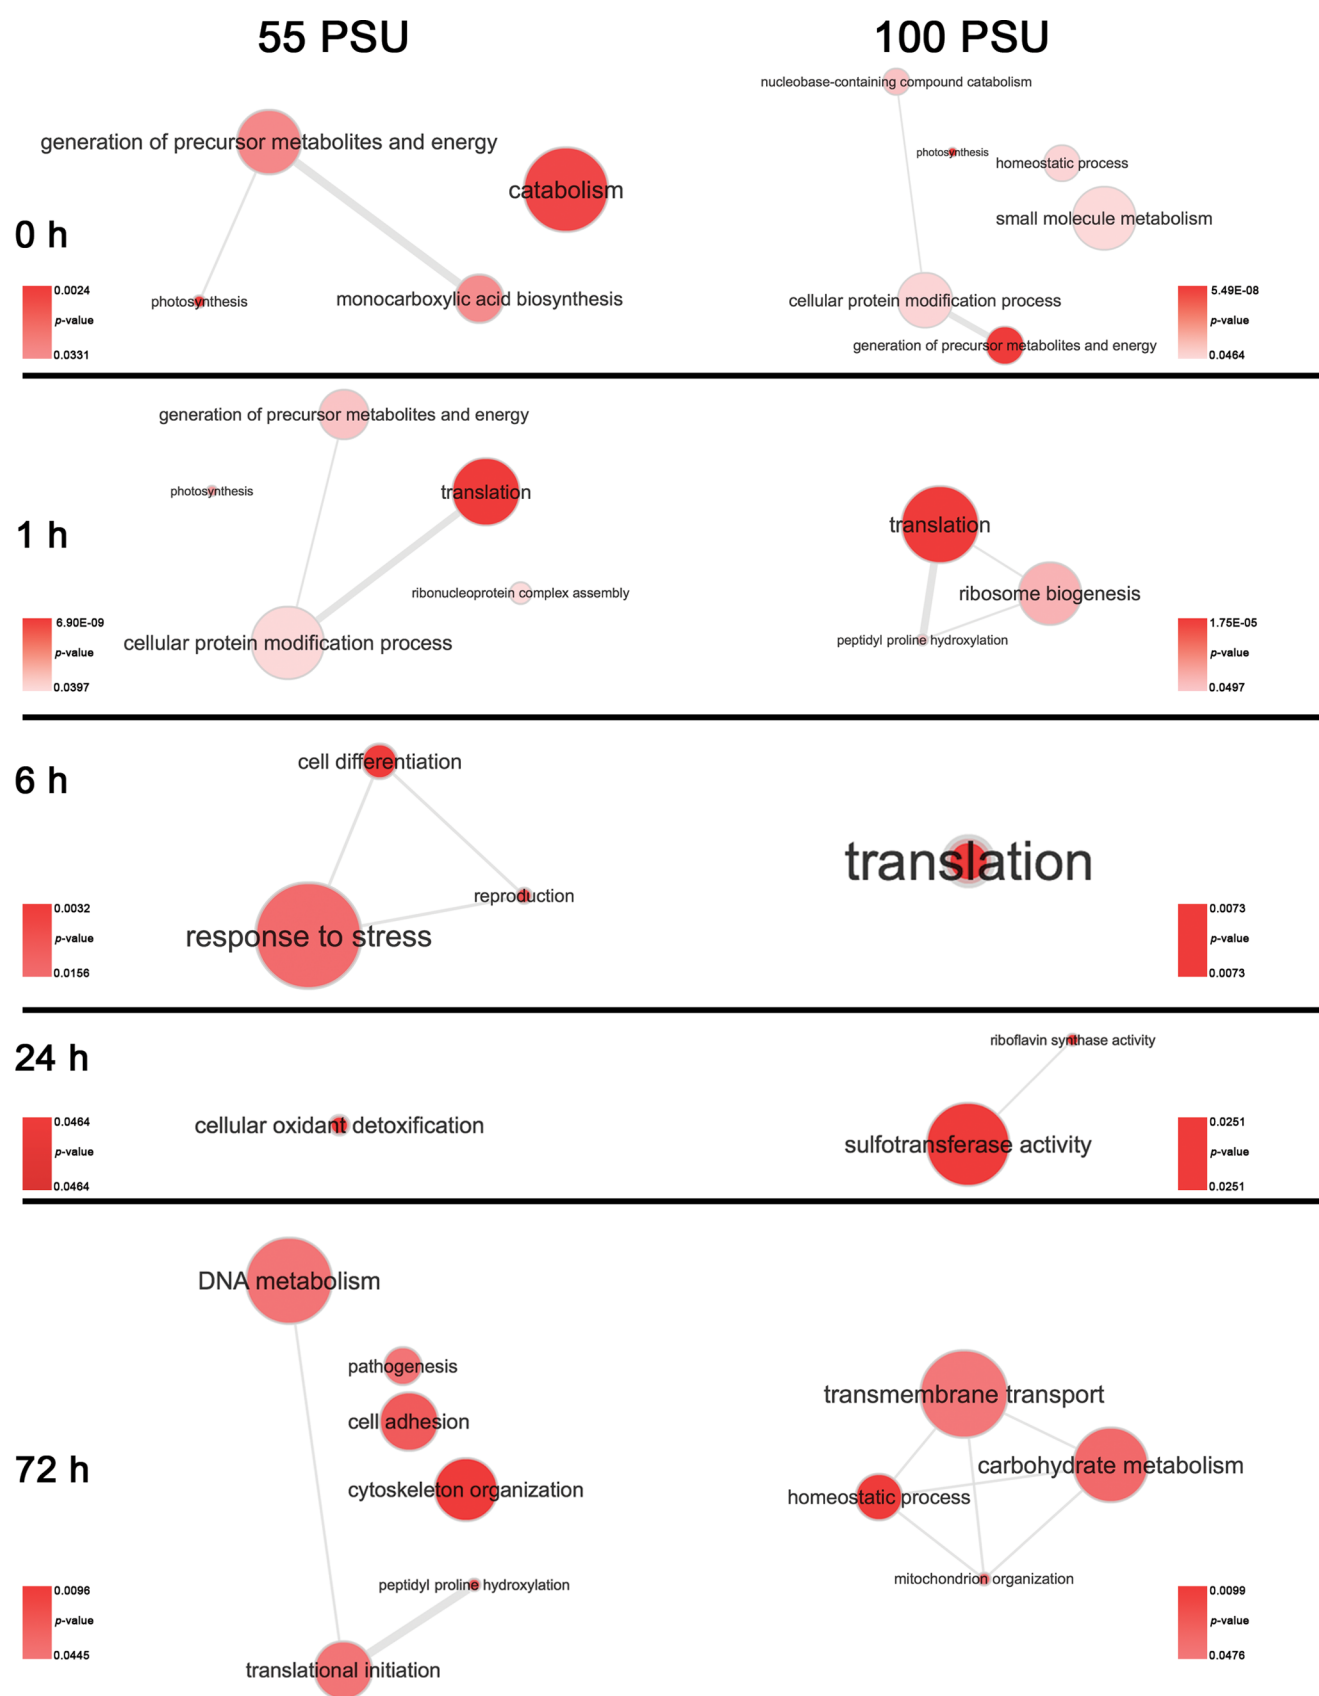 55 PSU
100 PSU
nucleobase-containing compound catabolism
generation of precursor metabolites and energy
photosynthesis
homeostatic process
catabolism
small molecule metabolism
0 h
0.0024
p-value
0.0331
photosynthesis
monocarboxylic acid biosynthesis
cellular protein modification process
generation of precursor metabolites and energy
5.49E-08
p-value
0.0464
generation of precursor metabolites and energy
photosynthesis
translation
translation
1 h
ribonucleoprotein complex assembly
ribosome biogenesis
6.90E-09
p-value
0.0397
cellular protein modification process
peptidyl proline hydroxylation
1.75E-05
p-value
0.0497
cell differentiation
6 h
translation
reproduction
0.0032
p-value
0.0156
response to stress
0.0073
p-value
0.0073
24 h
riboflavin synthase activity
0.0464
p-value
0.0464
cellular oxidant detoxification
sulfotransferase activity
0.0251
p-value
0.0251
DNA metabolism
pathogenesis
cell adhesion
transmembrane transport
72 h
cytoskeleton organization
carbohydrate metabolism
homeostatic process
peptidyl proline hydroxylation
mitochondrion organization
0.0096
p-value
0.0445
translational initiation
0.0099
p-value
0.0476